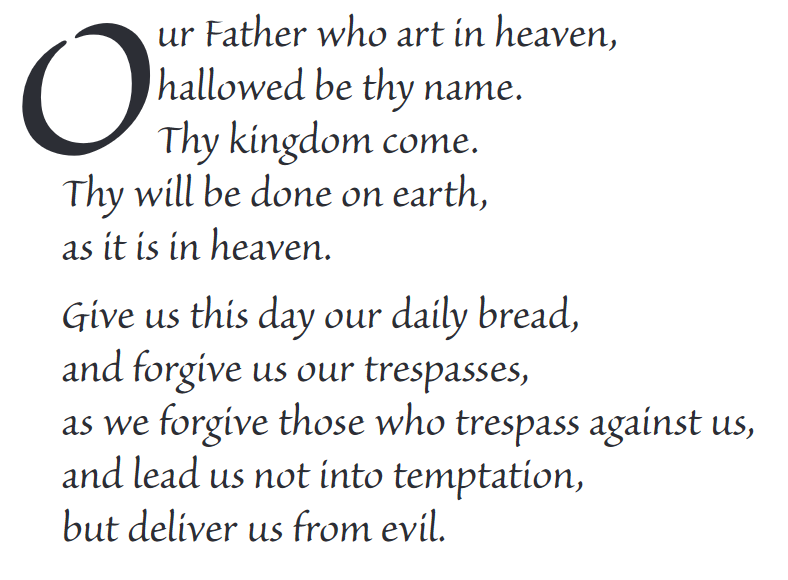 Our Father who art in heaven,
hallowed be thy name.
Thy kingdom come.
Thy will be done on earth,
as it is in heaven.
Give us this day our daily bread,
and forgive us our trespasses,
as we forgive those who trespass against us,
and lead us not into temptation,
but deliver us from evil.